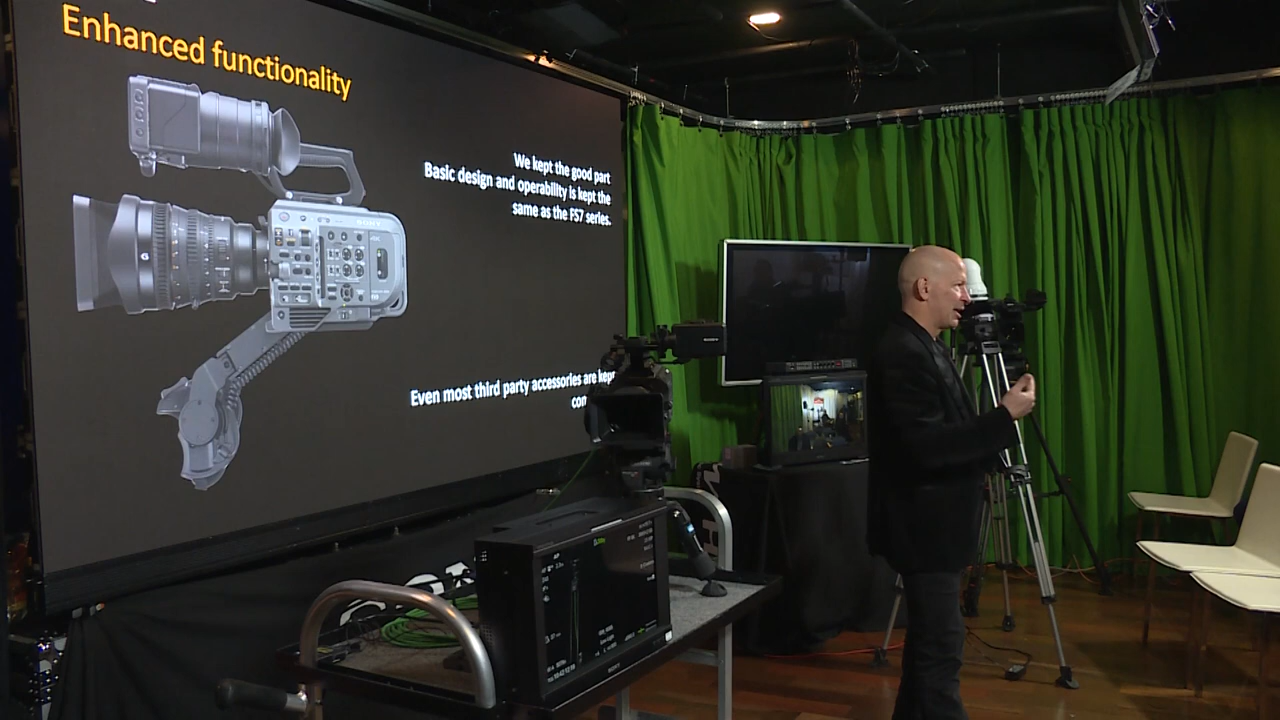 Enhanced functionality
We kept the good part
Basic design and operability is kept the
same as the FS7 series.
Even most third party accessories are kept
SONY